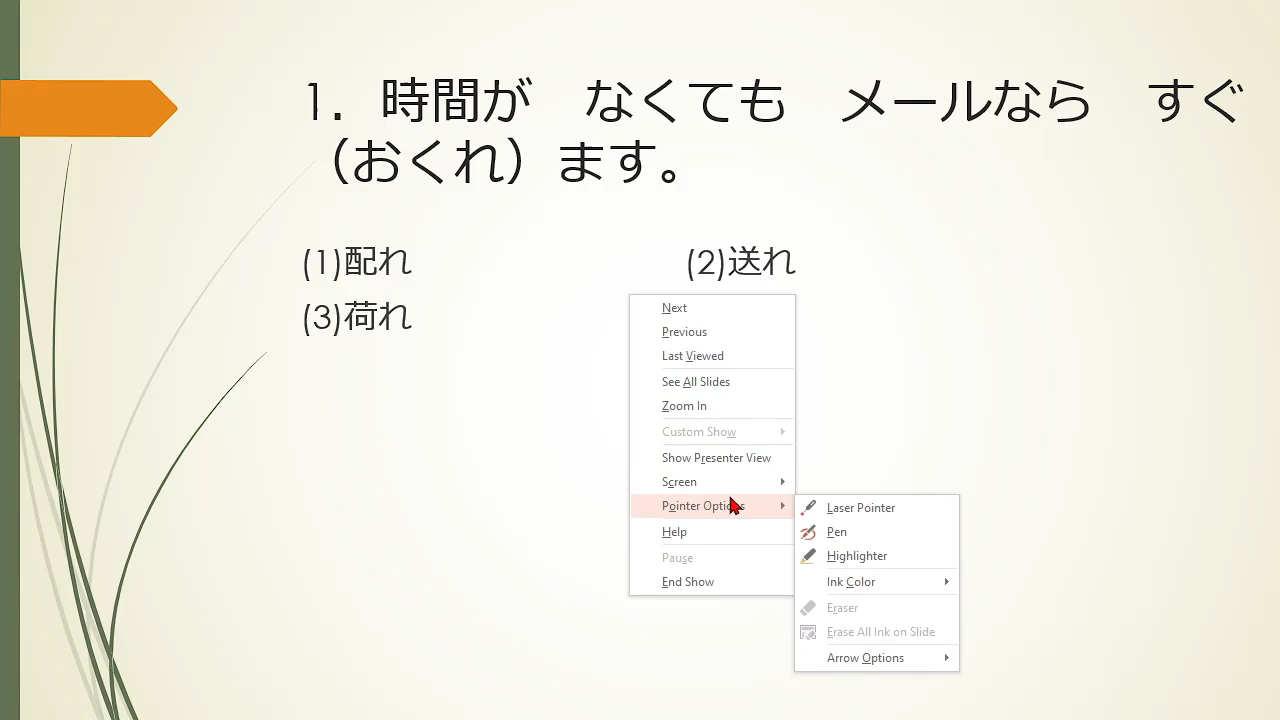 1．時間が　なくても　メールなら　すぐ
（おくれ）ます。
(1)配れ　(2)送れ
(3)荷れ
Next
Previous
Last Viewed
See All Slides
Zoom In
Custom Show
Show Presenter View
Screen
Pointer Options
Help
Pause
End Show
Laser Pointer
Pen
Highlighter
Ink Color
Eraser
Erase All Ink on Slide
Arrow Options